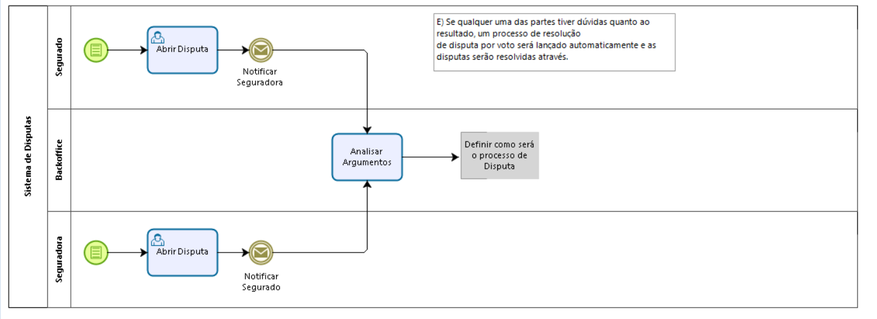 Sistema de Disputas
Segurado
Abrir Disputa
Notificar
Seguradora
E) Se qualquer uma das partes tiver dúvidas quanto ao
resultado, um processo de resolução
de disputa por voto será lançado automaticamente e as
disputas serão resolvidas através.
Backoffice
Analisar
Argumentos
Definir como será
o processo de
Disputa
Seguradora
Abrir Disputa
Notificar
Segurado